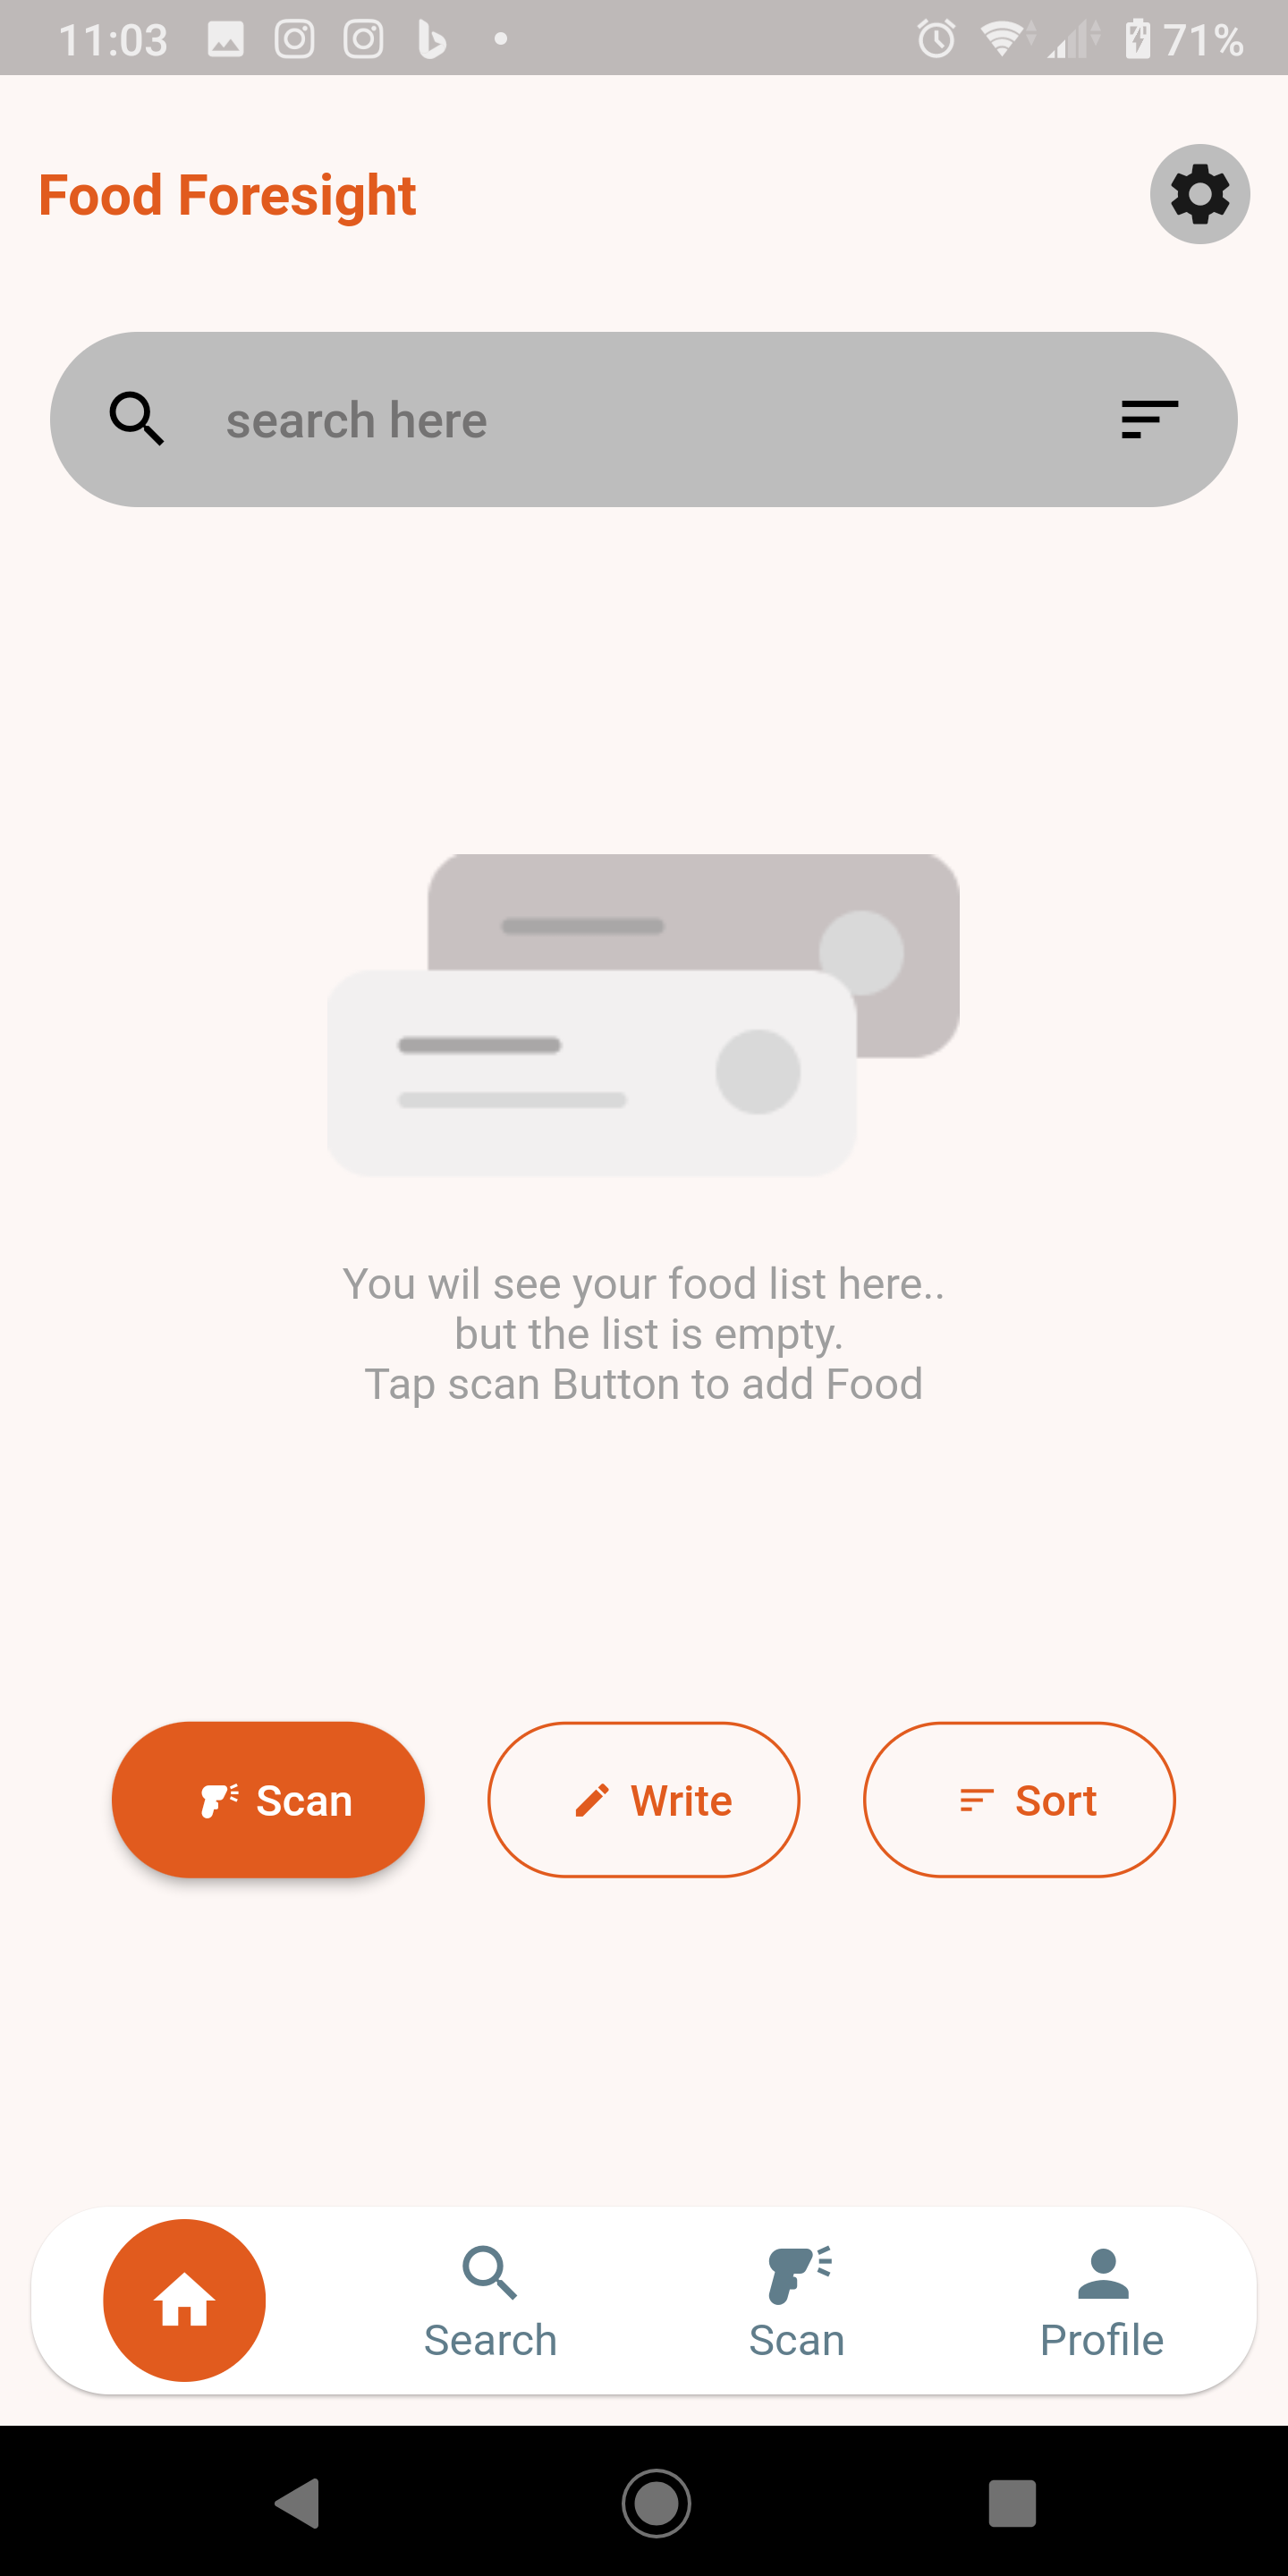 11:03
71%
Food Foresight
search here
You wil see your food list here..
but the list is empty.
Tap scan Button to add Food
Scan
Write
Sort
Search
Scan
Profile